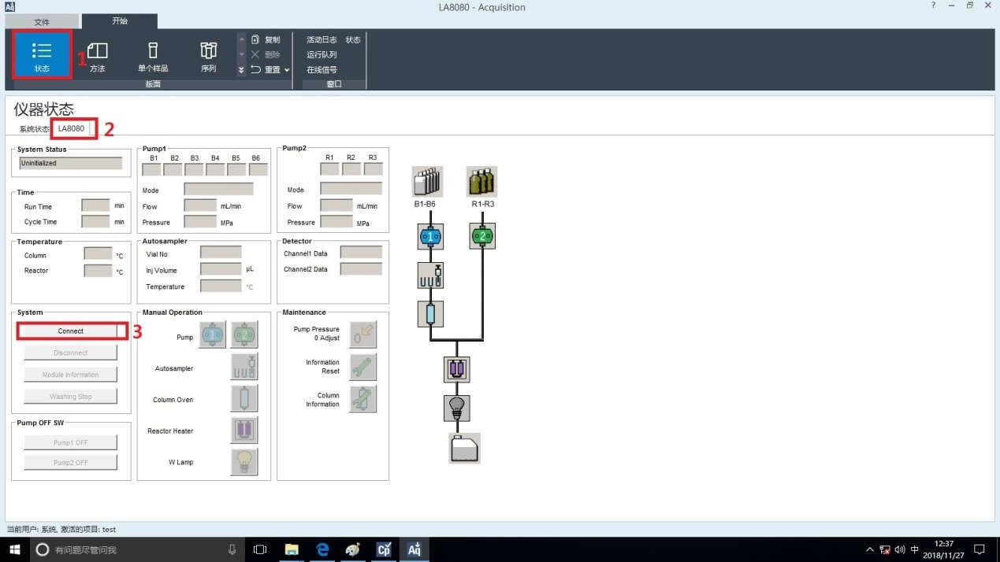 Aq
LA8080 - Acquisition
?
文件
开始
状态
1
方法
单个样品
序列
复制
删除
重置
版面
活动日志 状态
运行队列
在线信号
窗口
仪器状态
系统状态
LA8080
2
System Status
Uninitialized
Time
Run Time
min
Cycle Time
min
Temperature
Column
°C
Reactor
°C
System
Connect
3
Disconnect
Module Information
Washing Stop
Pump OFF SW
Pump1 OFF
Pump2 OFF
Pump1
B1 B2 B3 B4 B5 B6
Mode
Flow
mL/min
Pressure
MPa
Autosampler
Vial No
Inj Volume
µL
Temperature
°C
Manual Operation
Pump
1
2
Autosampler
Column Oven
Reactor Heater
W Lamp
Pump2
R1 R2 R3
Mode
Flow
mL/min
Pressure
MPa
Detector
Channel1 Data
Channel2 Data
Maintenance
Pump Pressure
0 Adjust
Information
Reset
Column
Information
B1-B6
R1-R3
1
2
当前用户: 系统, 激活的项目: test
有问题尽管问我
Cp
Aq
中
12:37
2018/11/27